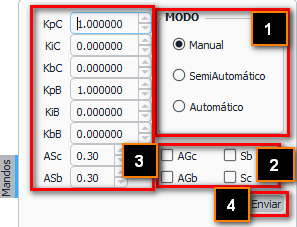 KpC 1.000000
KiC 0.000000
KbC 0.000000
KpB 1.000000
KiB 0.000000
KbB 0.000000
ASc 0.30
ASb 0.30
MODO
Manual
SemiAutomático
Automático
1
3
AGc Sb
AGb Sc
2
4
Enviar
Mandos